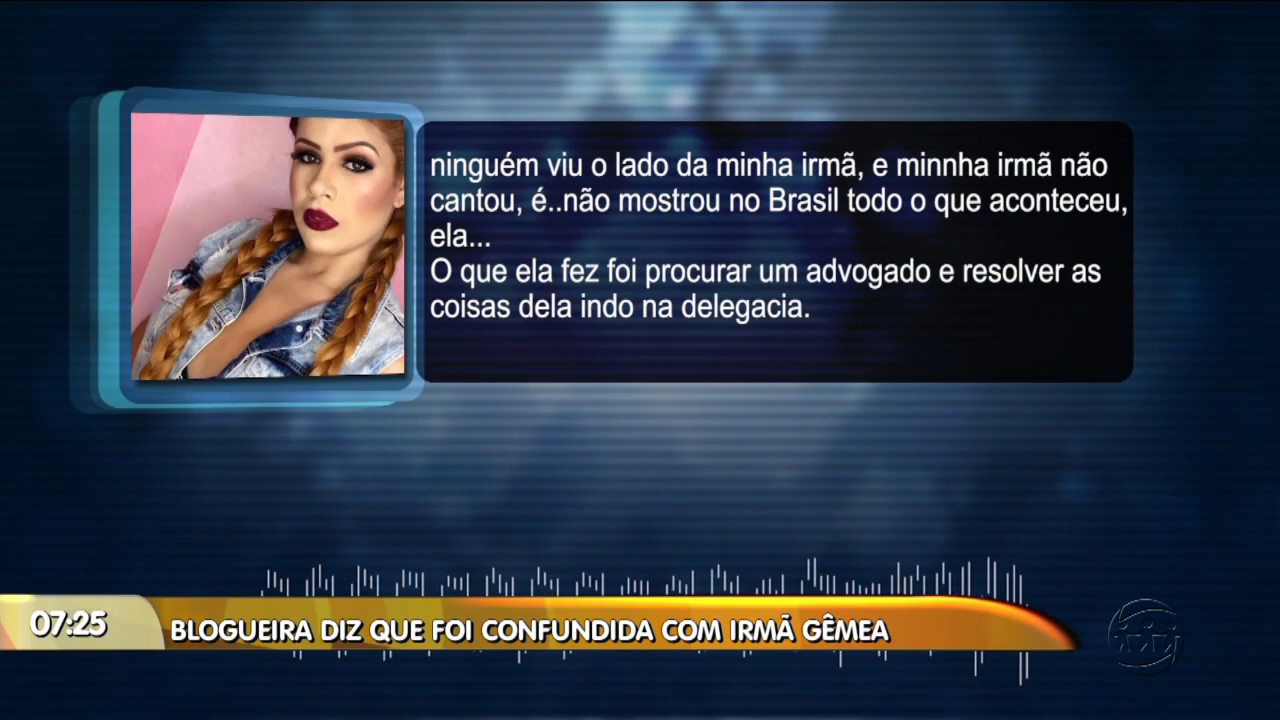 ninguém viu o lado da minha irmã, e minnha irmã não
cantou, é..não mostrou no Brasil todo o que aconteceu,
ela...
O que ela fez foi procurar um advogado e resolver as
coisas dela indo na delegacia.
07:25
BLOGUEIRA DIZ QUE FOI CONFUNDIDA COM IRMÃ GÊMEA